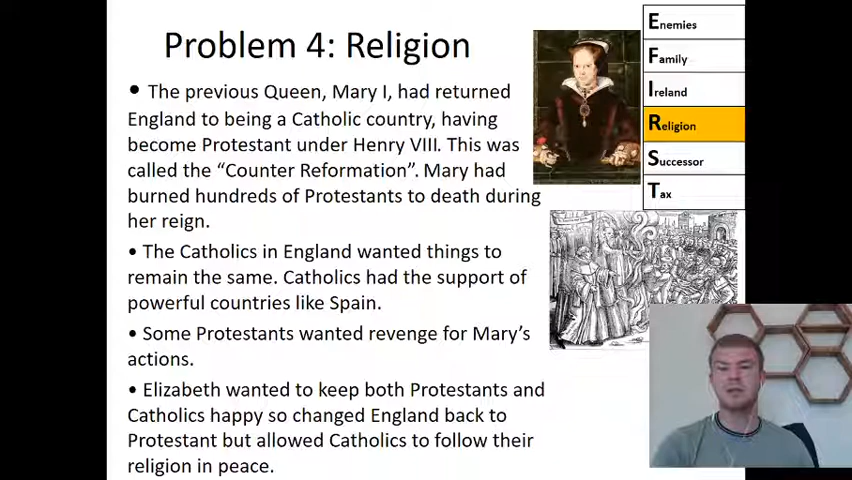 Problem 4: Religion
• The previous Queen, Mary I, had returned
England to being a Catholic country, having
become Protestant under Henry VIII. This was
called the “Counter Reformation”. Mary had
burned hundreds of Protestants to death during
her reign.
• The Catholics in England wanted things to
remain the same. Catholics had the support of
powerful countries like Spain.
• Some Protestants wanted revenge for Mary’s
actions.
• Elizabeth wanted to keep both Protestants and
Catholics happy so changed England back to
Protestant but allowed Catholics to follow their
religion in peace.
Enemies
Family
Ireland
Religion
Successor
Tax